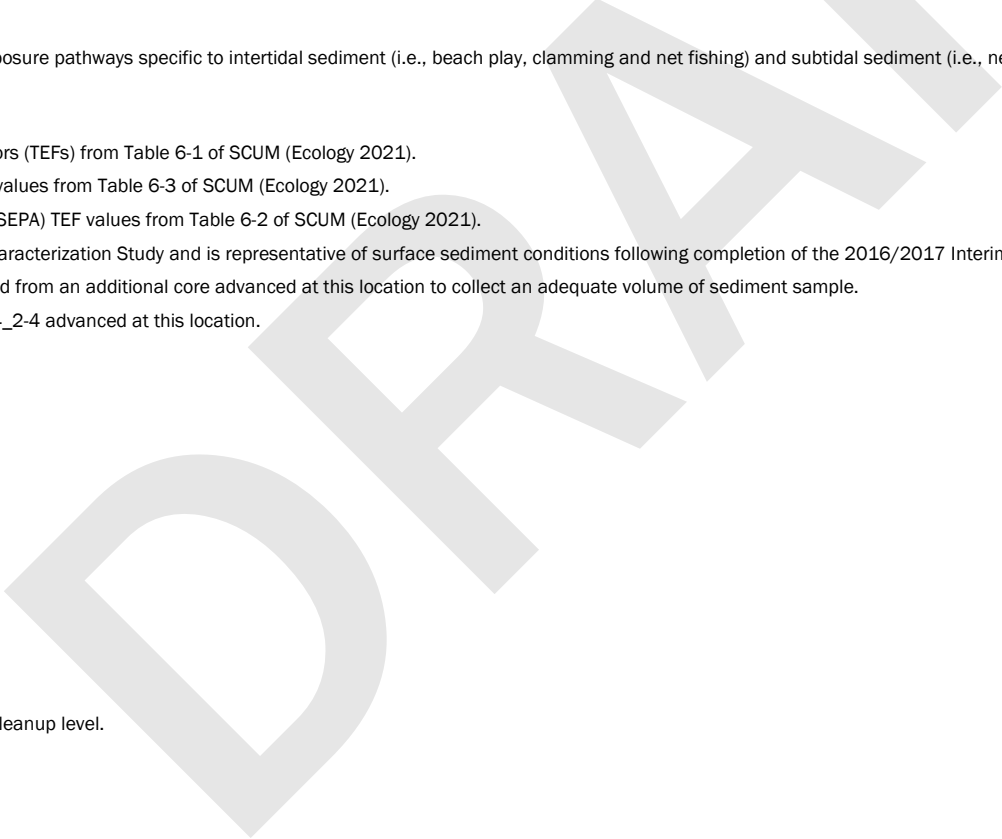 posure pathways specific to intertidal sediment (i.e., beach play, clamming and net fishing) and subtidal sediment (i.e., ne
ors (TEFs) from Table 6-1 of SCUM (Ecology 2021).
values from Table 6-3 of SCUM (Ecology 2021).
SEPA) TEF values from Table 6-2 of SCUM (Ecology 2021).
aracterization Study and is representative of surface sediment conditions following completion of the 2016/2017 Interim
d from an additional core advanced at this location to collect an adequate volume of sediment sample.
_2-4 advanced at this location.
leanup level.
DRA